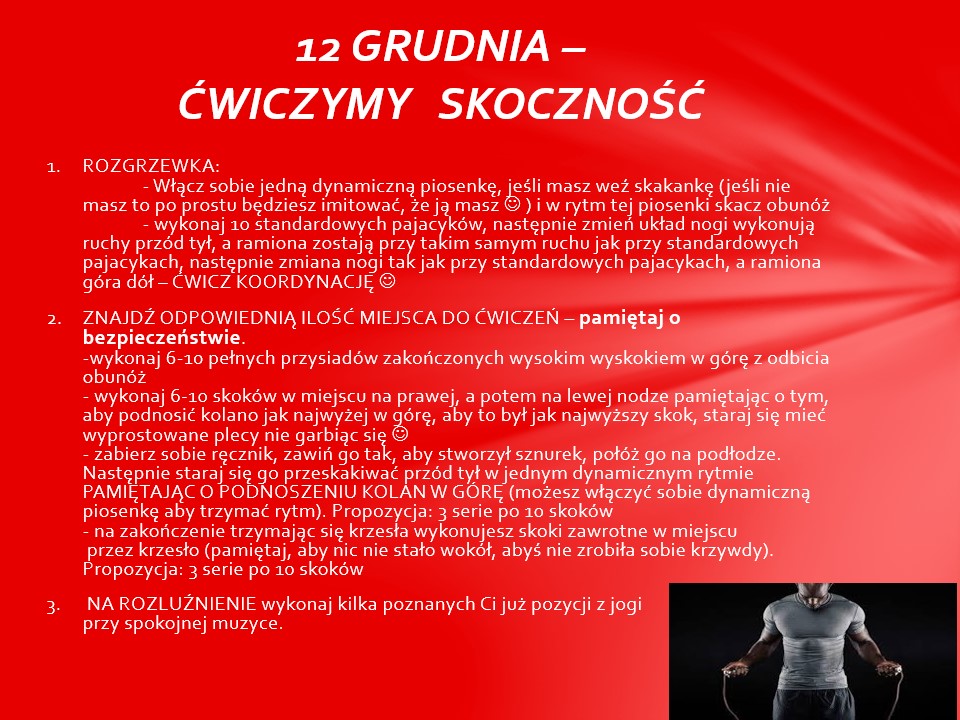 12 GRUDNIA –
ĆWICZYMY SKOCZNOŚĆ
1. ROZGRZEWKA:
- Włącz sobie jedną dynamiczną piosenkę, jeśli masz weź skakankę (jeśli nie
masz to po prostu będziesz imitować, że ją masz ☺ ) i w rytm tej piosenki skacz obunóż
- wykonaj 10 standardowych pajacyków, następnie zmień układ nogi wykonują
ruchy przód tył, a ramiona zostają przy takim samym ruchu jak przy standardowych
pajacykach, następnie zmiana nogi tak jak przy standardowych pajacykach, a ramiona
góra dół – ĆWICZ KOORDYNACJĘ ☺
2. ZNAJDŹ ODPOWIEDNIĄ ILOŚĆ MIEJSCA DO ĆWICZEŃ – pamiętaj o
bezpieczeństwie.
-wykonaj 6-10 pełnych przysiadów zakończonych wysokim wyskokiem w górę z odbicia
obunóż
- wykonaj 6-10 skoków w miejscu na prawej, a potem na lewej nodze pamiętając o tym,
aby podnosić kolano jak najwyżej w górę, aby to był jak najwyższy skok, staraj się mieć
wyprostowane plecy nie garbiąc się ☺
- zabierz sobie ręcznik, zawiń go tak, aby stworzył sznurek, połóż go na podłodze.
Następnie staraj się go przeskakiwać przód tył w jednym dynamicznym rytmie
PAMIĘTAJĄC O PODNOSZENIU KOLAN W GÓRĘ (możesz włączyć sobie dynamiczną
piosenkę aby trzymać rytm). Propozycja: 3 serie po 10 skoków
- na zakończenie trzymając się krzesła wykonujesz skoki zawrotne w miejscu
przez krzesło (pamiętaj, aby nic nie stało wokół, abyś nie zrobiła sobie krzywdy).
Propozycja: 3 serie po 10 skoków
3. NA ROZLUŹNIENIE wykonaj kilka poznanych Ci już pozycji z jogi
przy spokojnej muzyce.